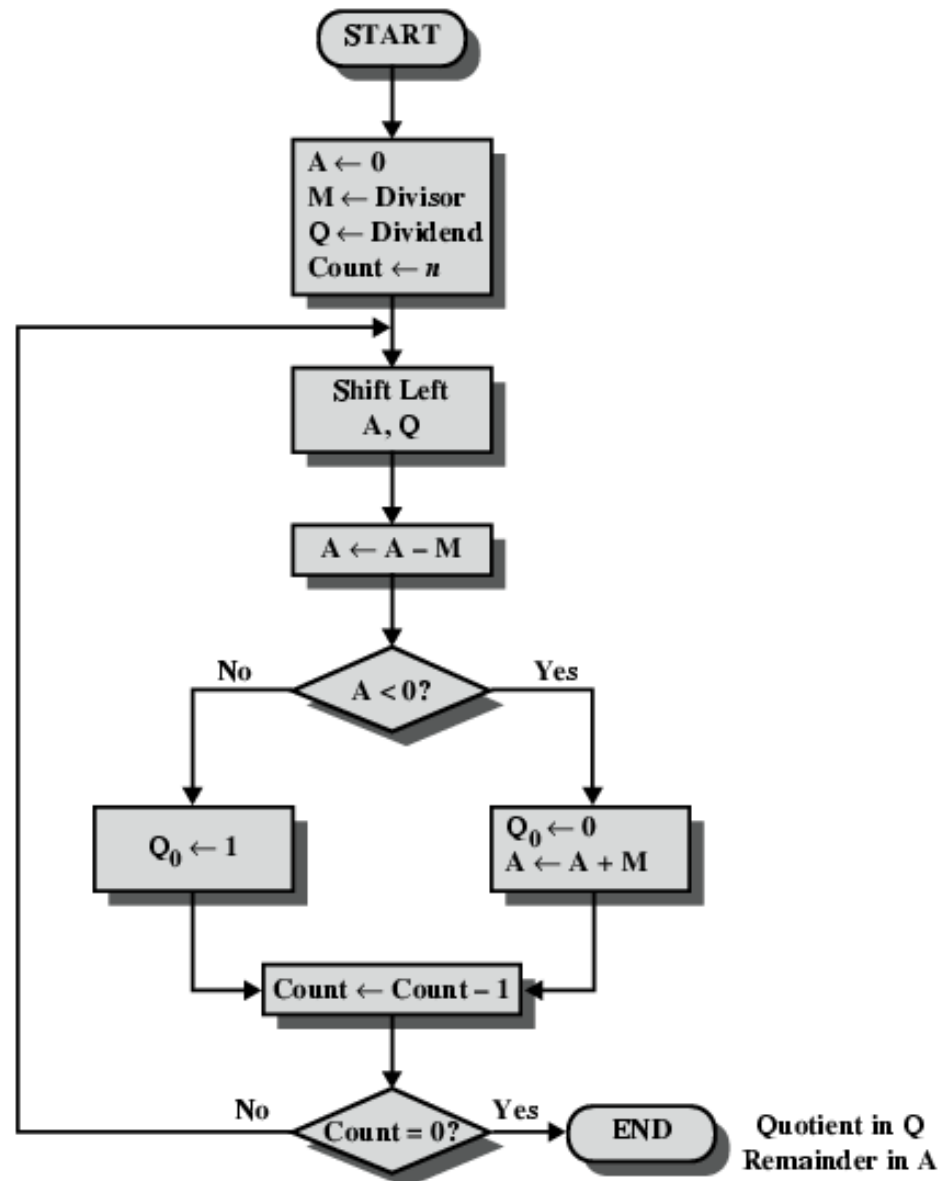 START
A ← 0
M ← Divisor
Q ← Dividend
Count ← n
Shift Left
A, Q
A ← A – M
No
Yes
A < 0?
Q₀ ← 1
Q₀ ← 0
A ← A + M
Count ← Count – 1
No
Yes
Count = 0?
END
Quotient in Q
Remainder in A